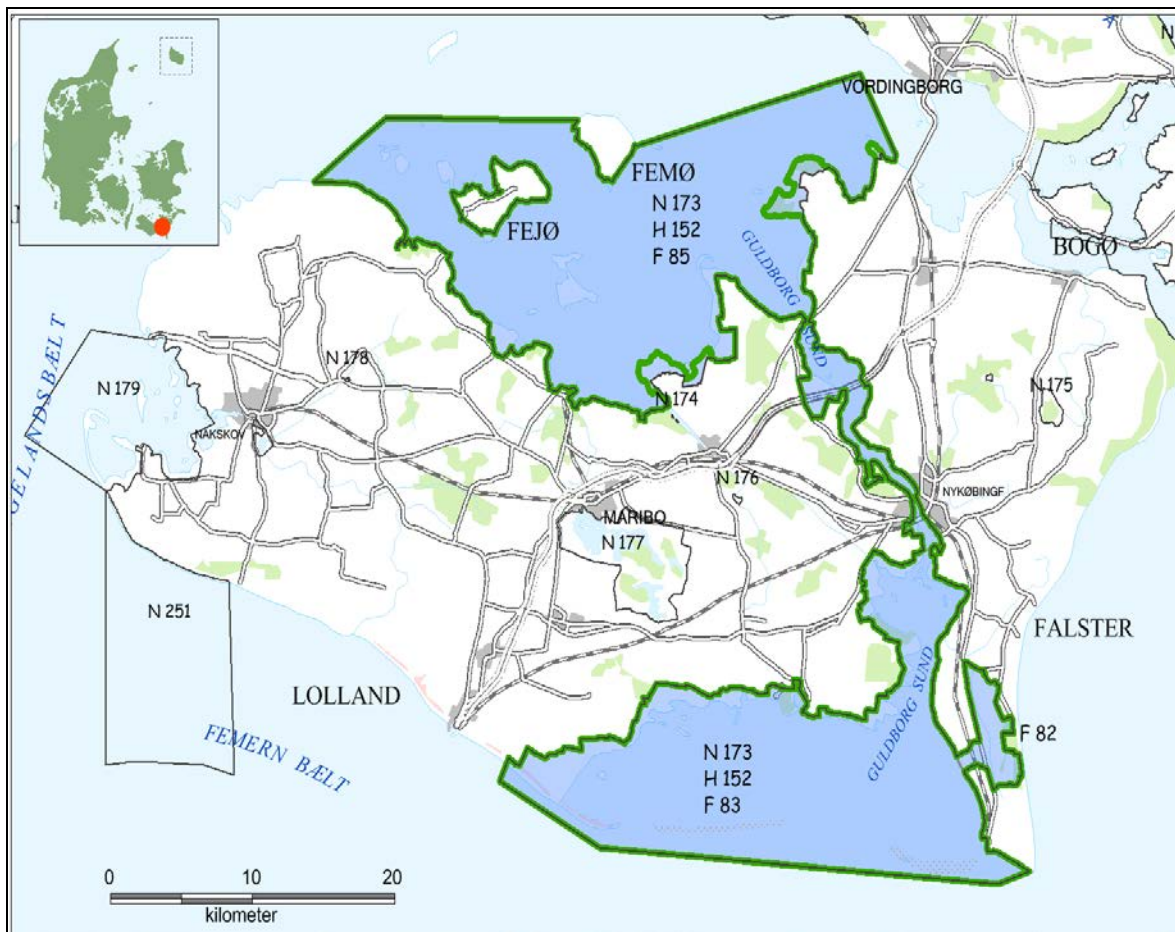 VORDINGBORG
FEMØ
N 173
H 152
F 85
FEJØ
GULDBORG SUND
BOGØ
GELANDSBÆLT
N 179
N 178
N 174
N 175
NAKSKOV
N 176
NYKØBINGF
MARIBO
N 177
N 251
FALSTER
LOLLAND
GULDBORG SUND
FEMERN BÆLT
N 173
H 152
F 83
F 82
0 10 20
kilometer